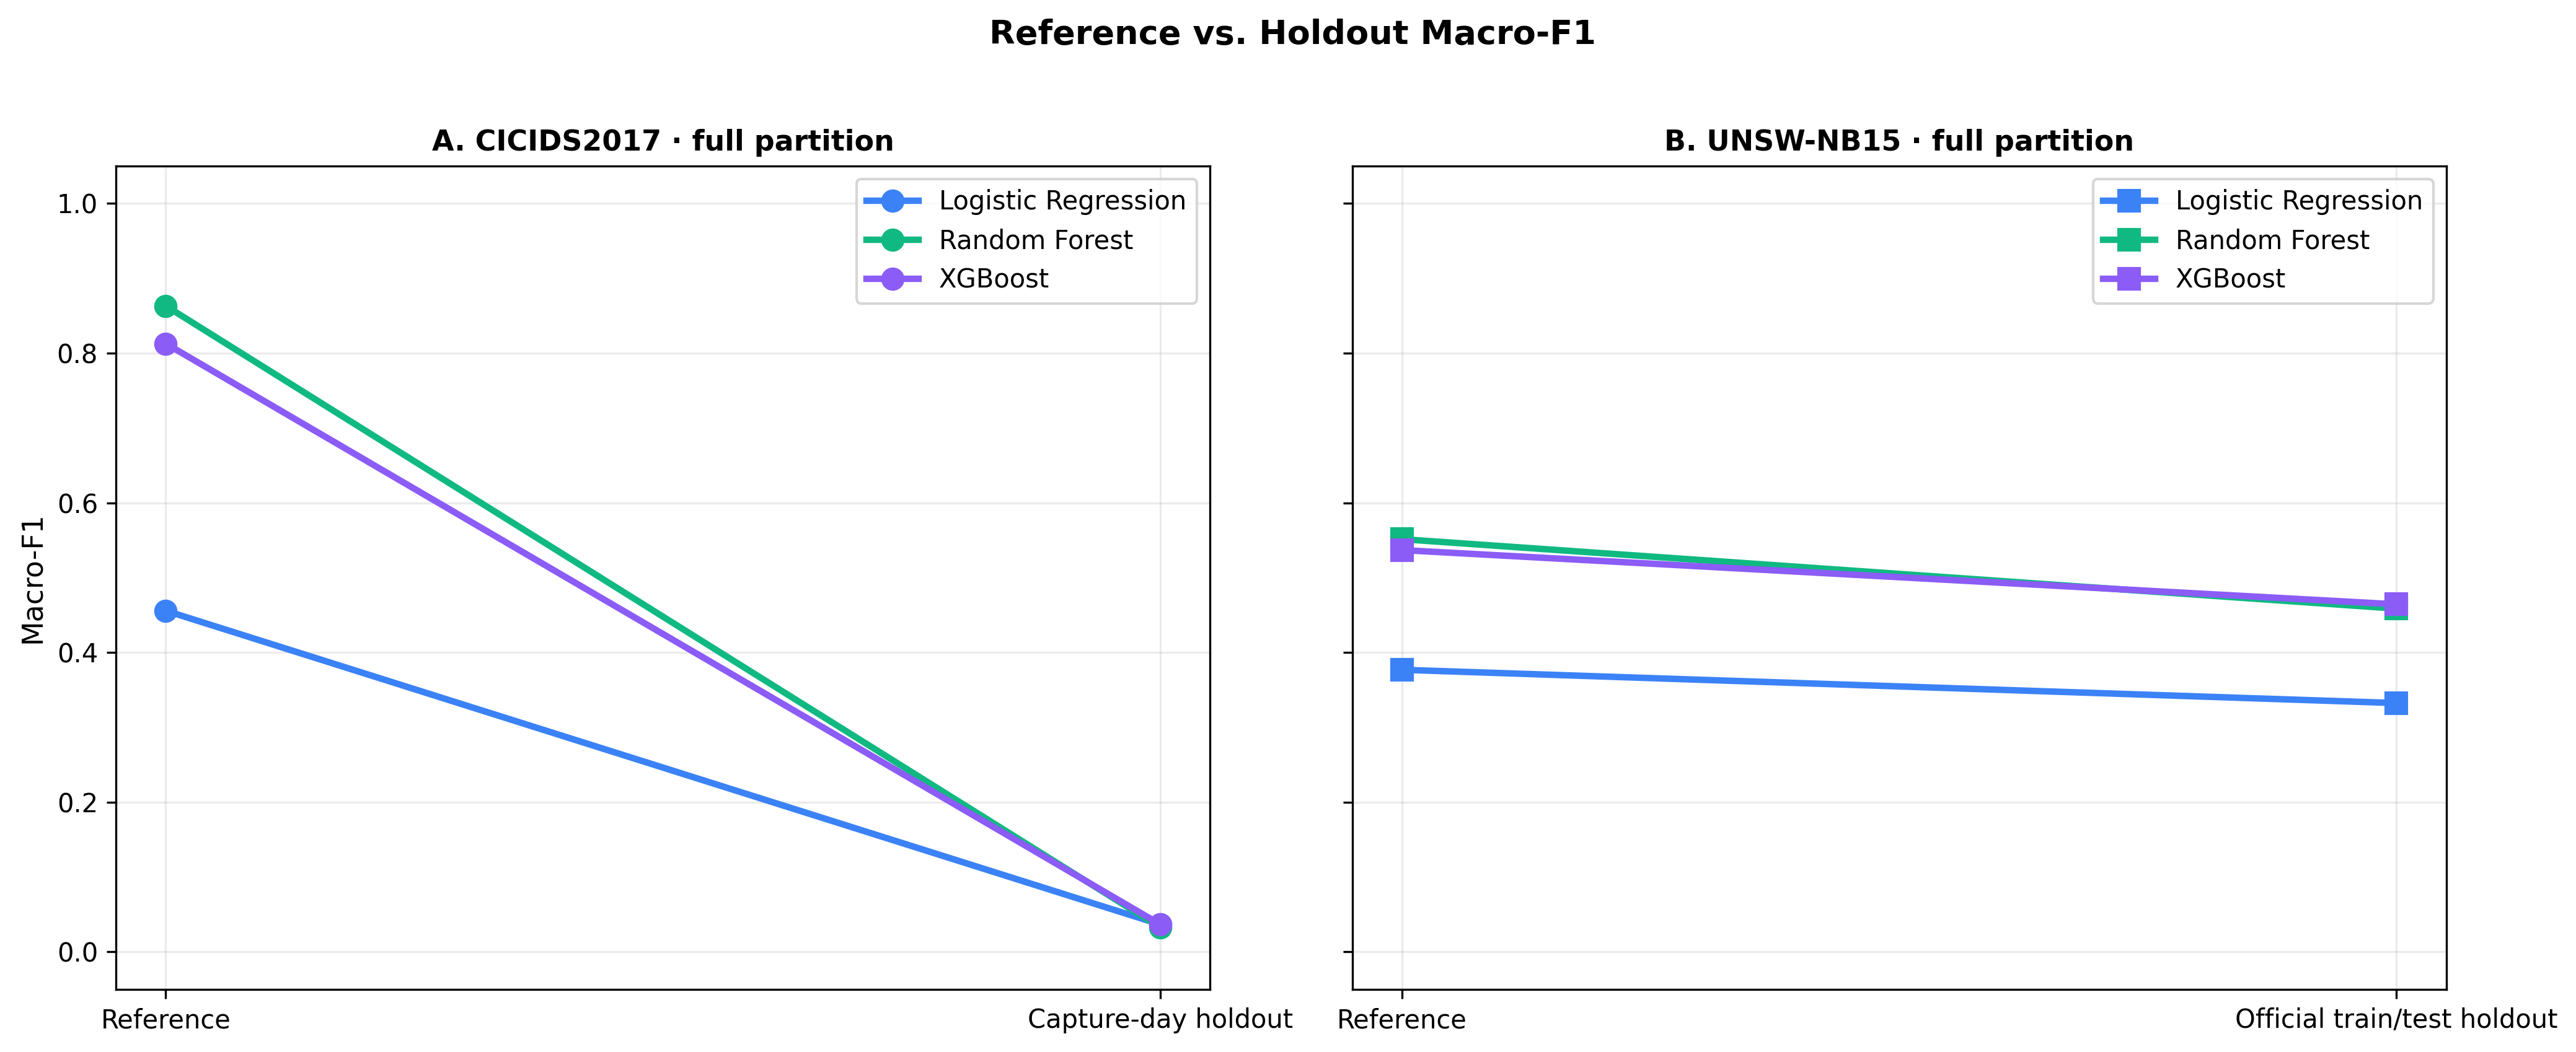 Reference vs. Holdout Macro-F1
A. CICIDS2017 · full partition
Logistic Regression
Random Forest
XGBoost
Macro-F1
1.0
0.8
0.6
0.4
0.2
0.0
Reference
Capture-day holdout
B. UNSW-NB15 · full partition
Logistic Regression
Random Forest
XGBoost
Reference
Official train/test holdout